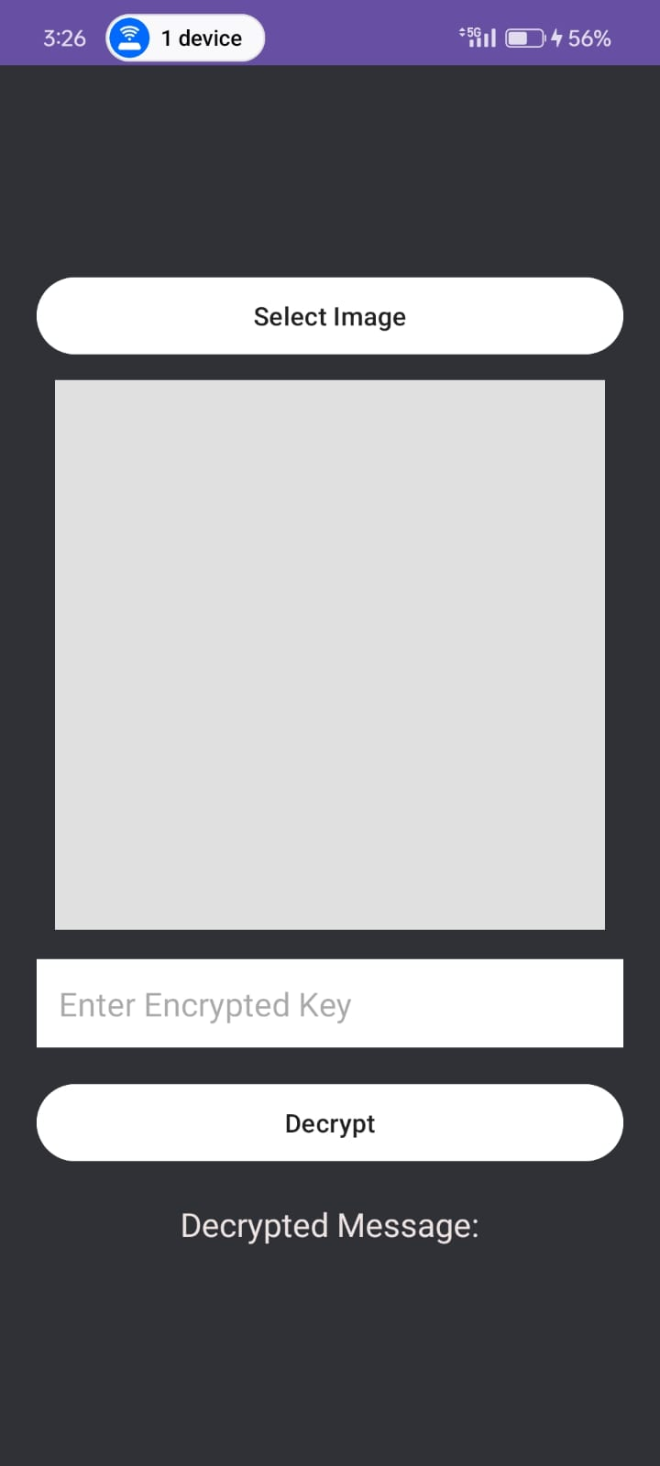 3:26 1 device 5G 56%
Select Image
Enter Encrypted Key
Decrypt
Decrypted Message: